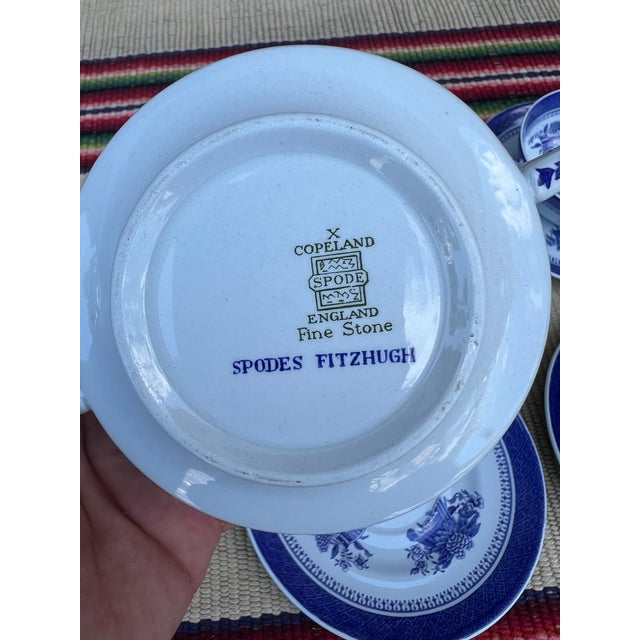 X
COPELAND
SPODE
ENGLAND
Fine Stone
SPODES FITZHUGH